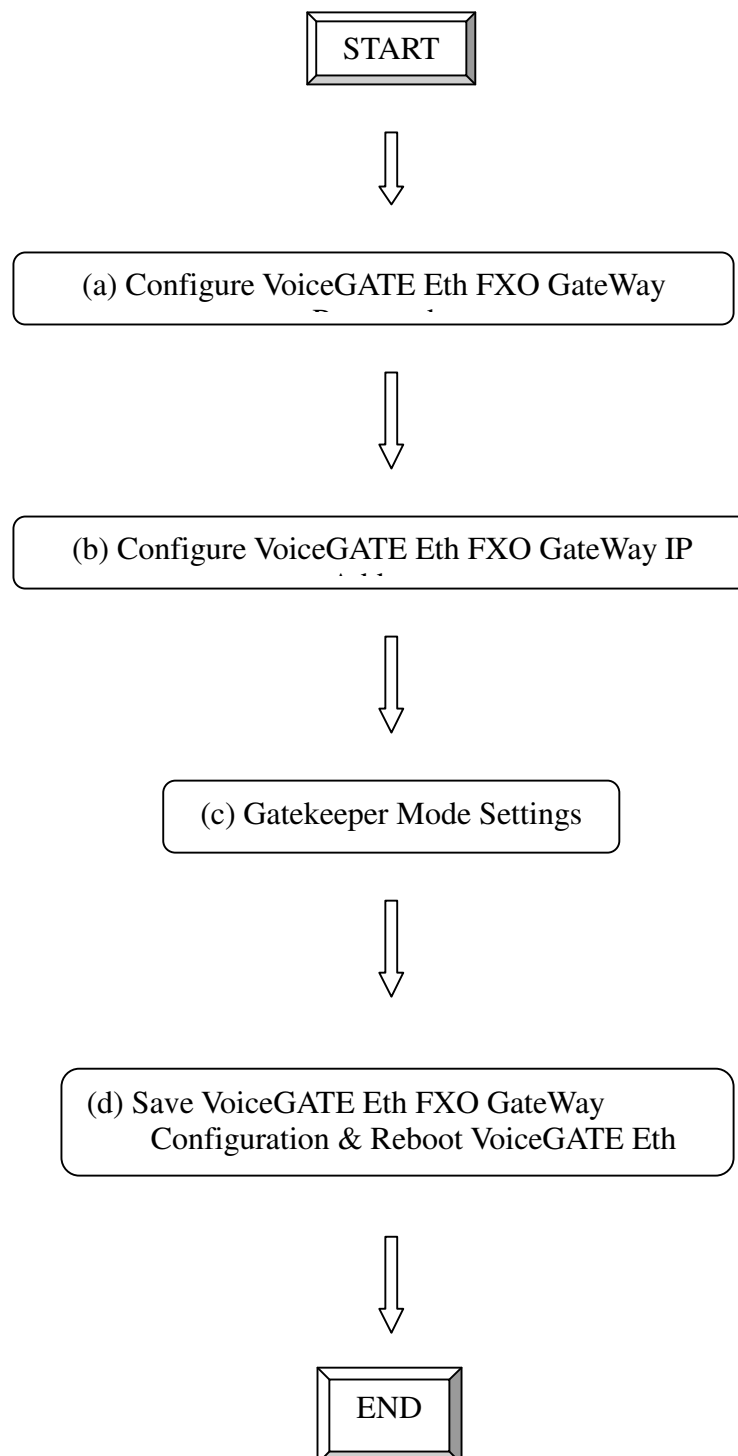 START
(a) Configure VoiceGATE Eth FXO GateWay
(b) Configure VoiceGATE Eth FXO GateWay IP
(c) Gatekeeper Mode Settings
(d) Save VoiceGATE Eth FXO GateWay
Configuration & Reboot VoiceGATE Eth
END